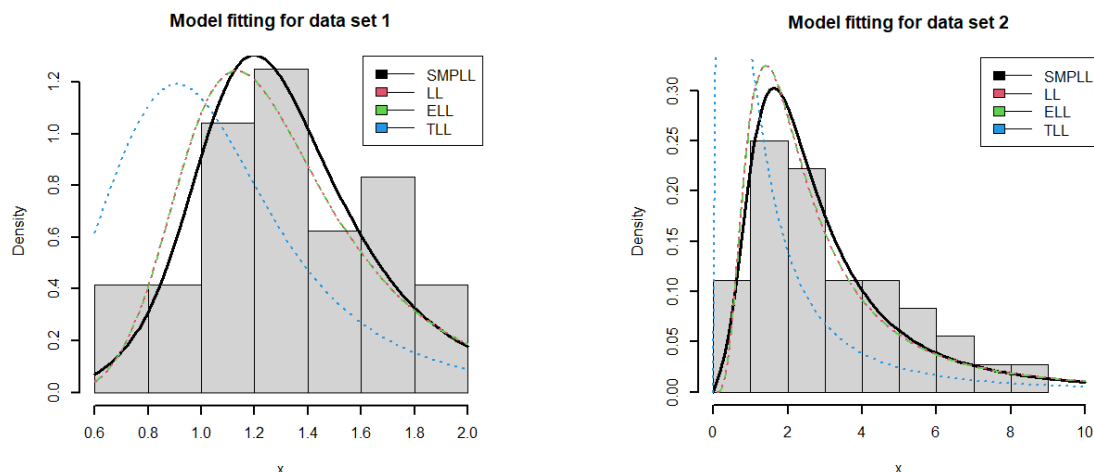 Model fitting for data set 1
SMPLL
LL
ELL
TLL
Density
0.0
0.2
0.4
0.6
0.8
1.0
1.2
0.6 0.8 1.0 1.2 1.4 1.6 1.8 2.0
x
Model fitting for data set 2
SMPLL
LL
ELL
TLL
Density
0.00
0.05
0.10
0.15
0.20
0.25
0.30
0 2 4 6 8 10
x